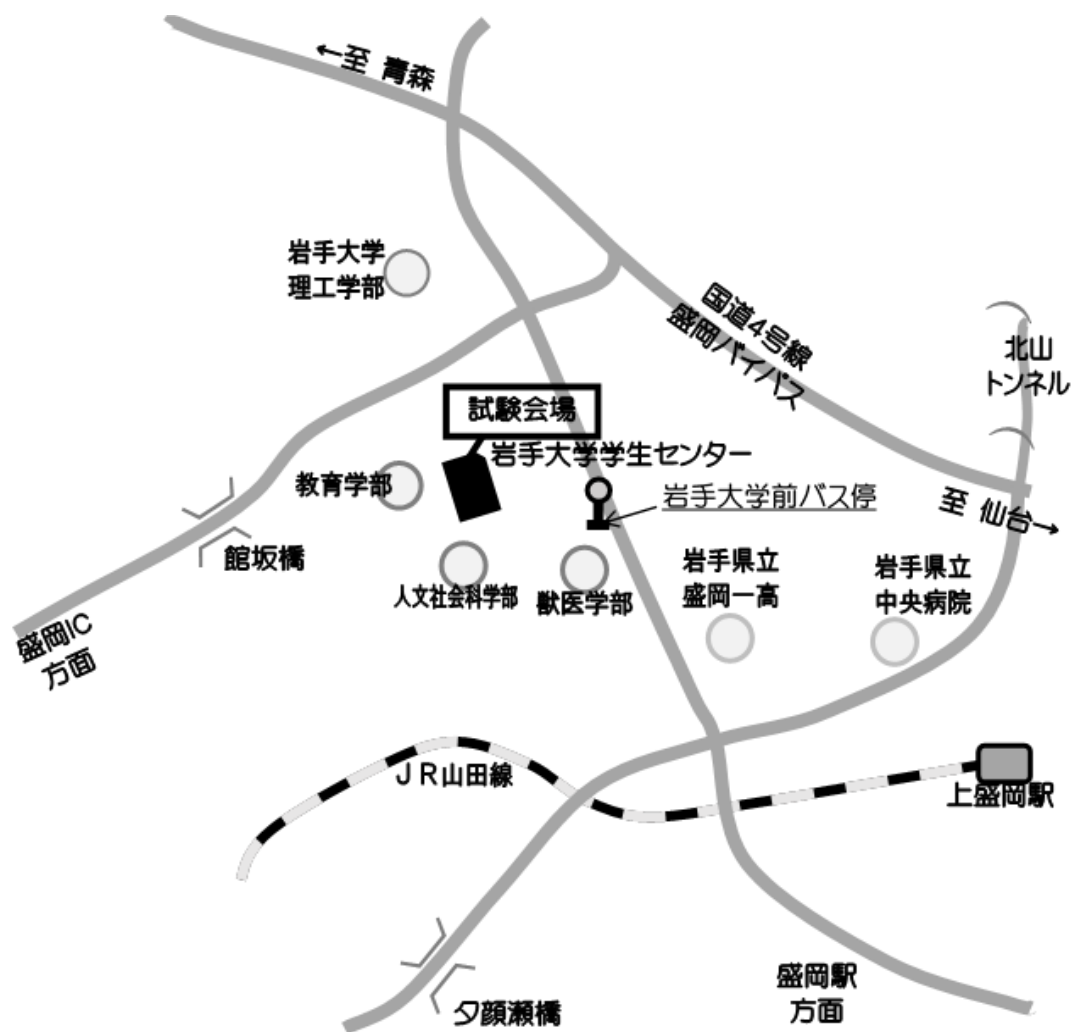 ←至 青森
岩手大学
理工学部
国道4号線
盛岡バイパス
北山
トンネル
試験会場
岩手大学学生センター
教育学部
岩手大学前バス停
至 仙台→
館坂橋
人文社会科学部
獣医学部
岩手県立
盛岡一高
岩手県立
中央病院
盛岡IC
方面
JR山田線
上盛岡駅
夕顔瀬橋
盛岡駅
方面